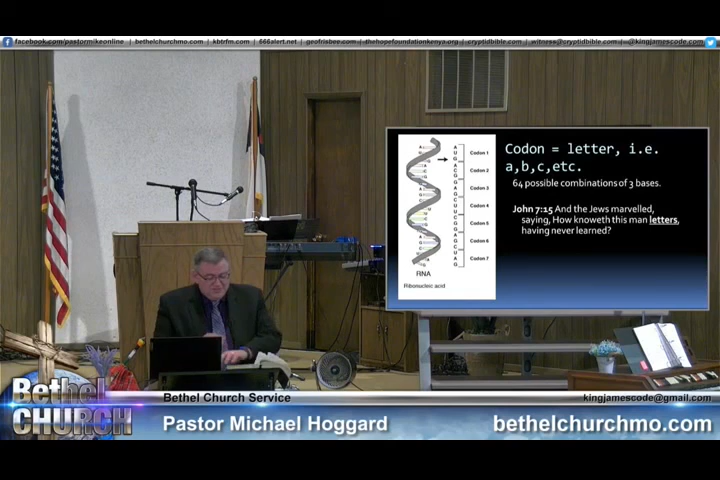 facebook.com/pastormikeonline | bethelchurchmo.com | kbtrfm.com | 666alert.net | geofrisbee.com | thehopefoundationkenya.org | cryptidbible.com | witness@cryptidbible.com | @kingjamescode.com
Codon = letter, i.e.
a,b,c,etc.
64 possible combinations of 3 bases.
John 7:15 And the Jews marvelled,
saying, How knoweth this man letters,
having never learned?
Codon 1
Codon 2
Codon 3
Codon 4
Codon 5
Codon 6
Codon 7
RNA
Ribonucleic acid
Bethel
CHURCH
Bethel Church Service
kingjamescode@gmail.com
Pastor Michael Hoggard
bethelchurchmo.com